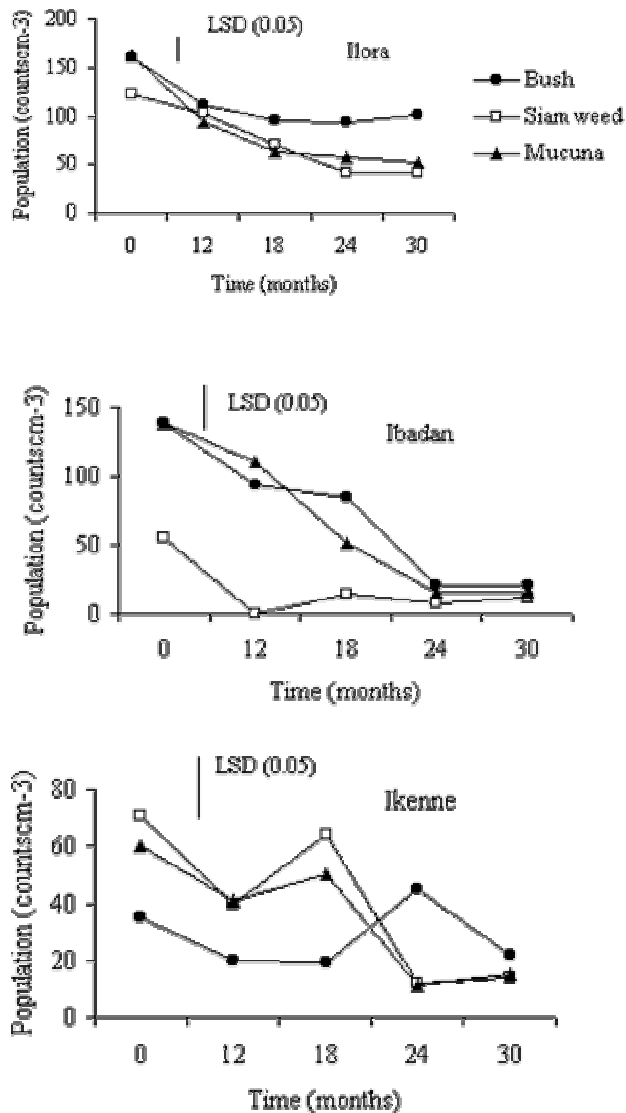 LSD (0.05)
Ilora
Population (countscm-3)
200
150
100
50
0
0 12 18 24 30
Time (months)
Bush
Siam weed
Mucuna
LSD (0.05)
Ibadan
Population (countscm-3)
150
100
50
0
0 12 18 24 30
Time (months)
LSD (0.05)
Ikenne
Population (countscm-3)
80
60
40
20
0
0 12 18 24 30
Time (months)